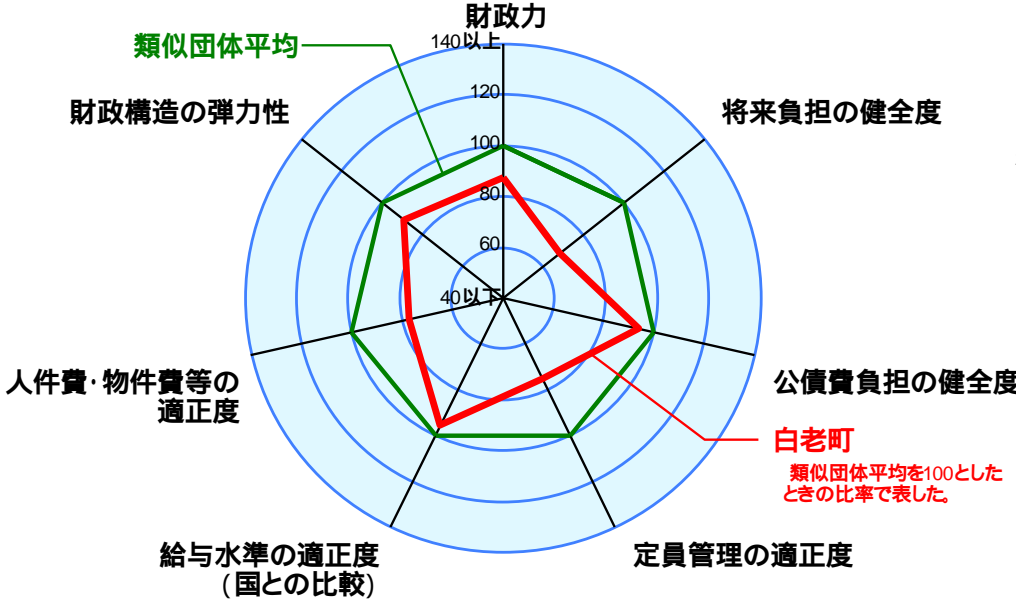 財政力
140以上
類似団体平均
120
財政構造の弾力性
将来負担の健全度
100
80
60
40以下
人件費・物件費等の
適正度
公債費負担の健全度
白老町
類似団体平均を100とした
ときの比率で表した。
給与水準の適正度
(国との比較)
定員管理の適正度